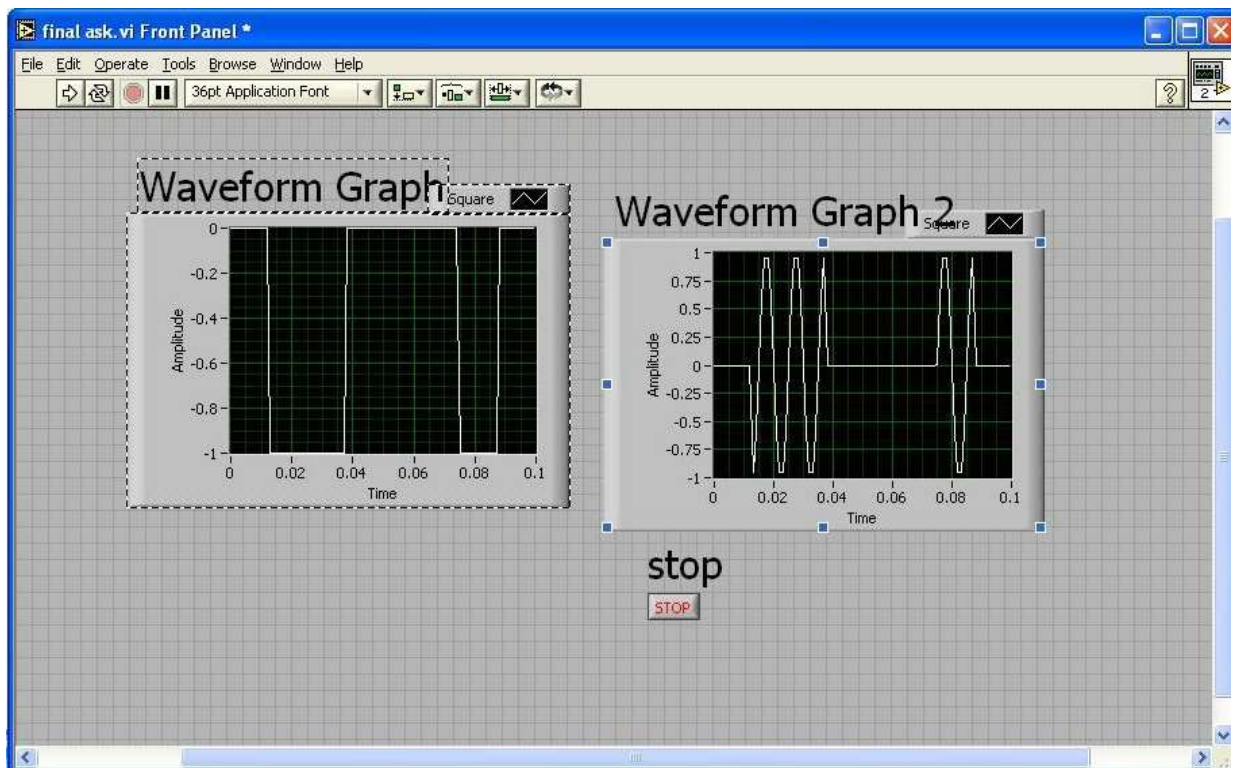 final ask.vi Front Panel *
File Edit Operate Tools Browse Window Help
36pt Application Font
?
2
Waveform Graph
Square
0
-0.2
-0.4
-0.6
-0.8
-1
Amplitude
0 0.02 0.04 0.06 0.08 0.1
Time
Waveform Graph 2
Square
1
0.75
0.5
0.25
0
-0.25
-0.5
-0.75
-1
Amplitude
0 0.02 0.04 0.06 0.08 0.1
Time
stop
STOP